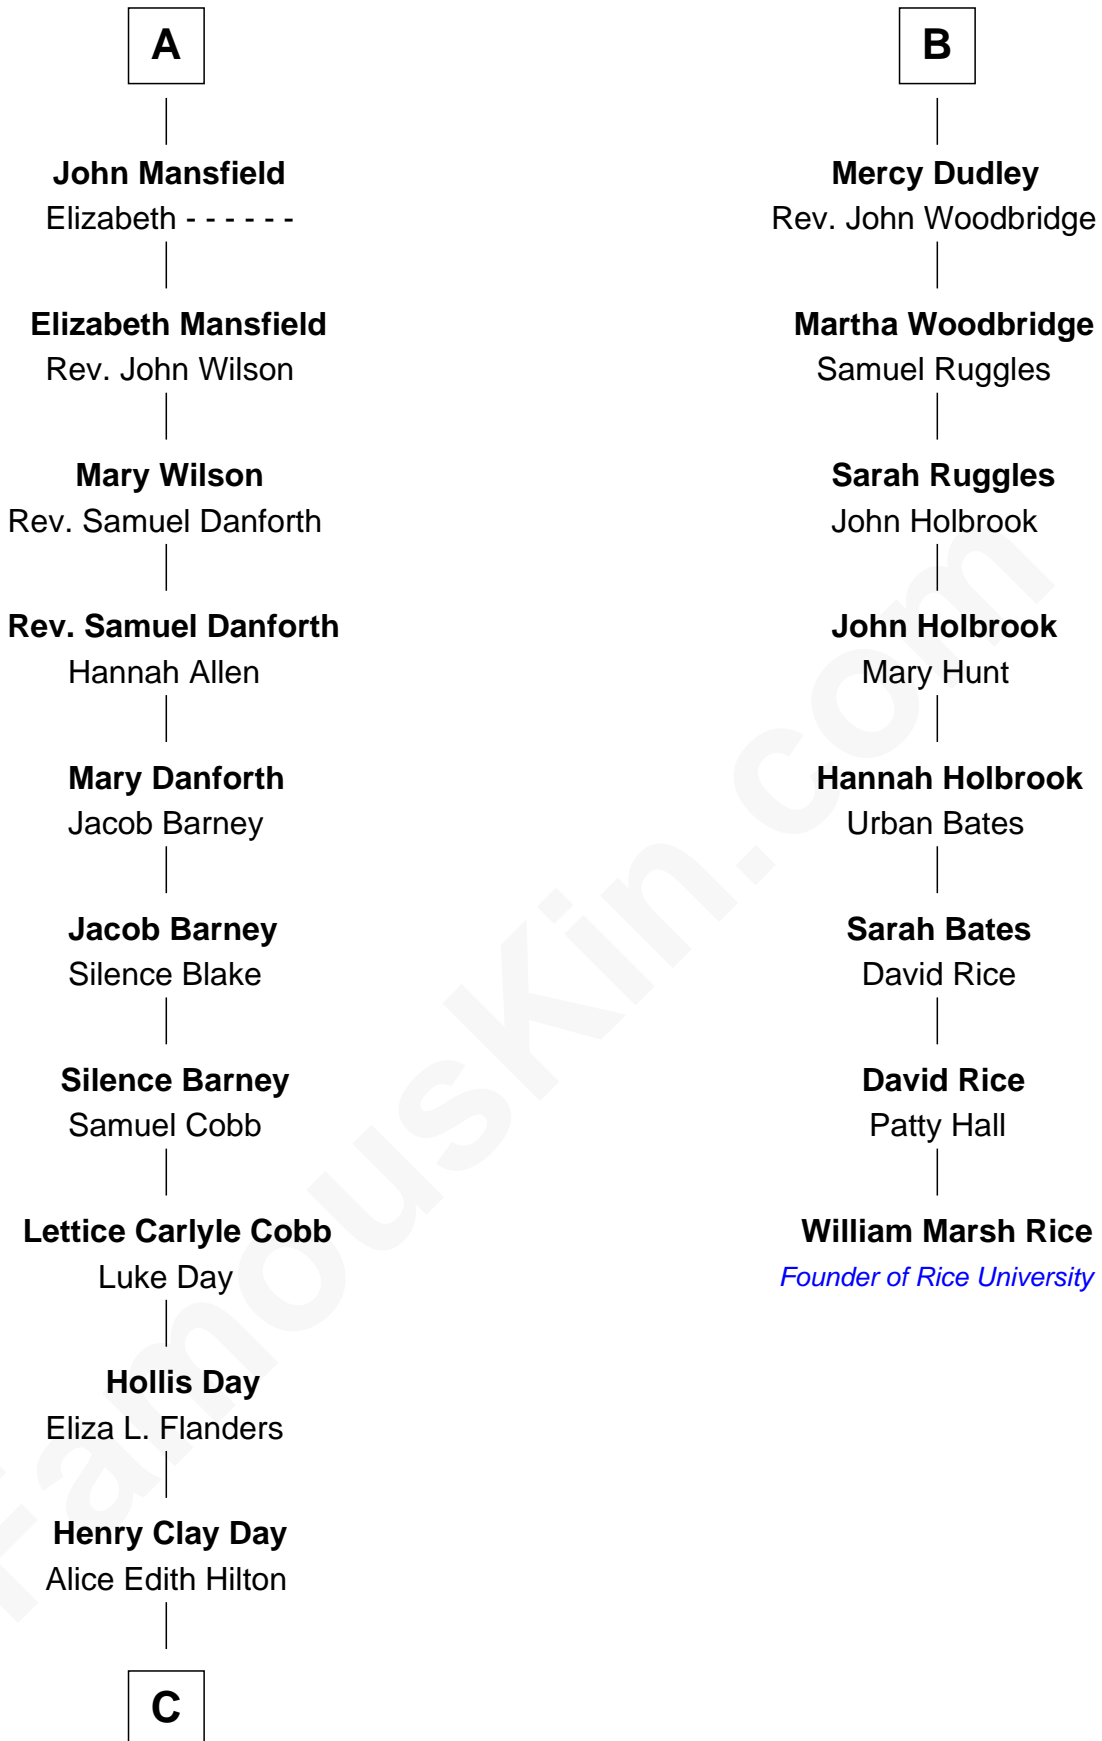 A
John Mansfield
Elizabeth - - - - - -
Elizabeth Mansfield
Rev. John Wilson
Mary Wilson
Rev. Samuel Danforth
Rev. Samuel Danforth
Hannah Allen
Mary Danforth
Jacob Barney
Jacob Barney
Silence Blake
Silence Barney
Samuel Cobb
Lettice Carlyle Cobb
Luke Day
Hollis Day
Eliza L. Flanders
Henry Clay Day
Alice Edith Hilton
C
B
Mercy Dudley
Rev. John Woodbridge
Martha Woodbridge
Samuel Ruggles
Sarah Ruggles
John Holbrook
John Holbrook
Mary Hunt
Hannah Holbrook
Urban Bates
Sarah Bates
David Rice
David Rice
Patty Hall
William Marsh Rice
Founder of Rice University
FamousKin.com